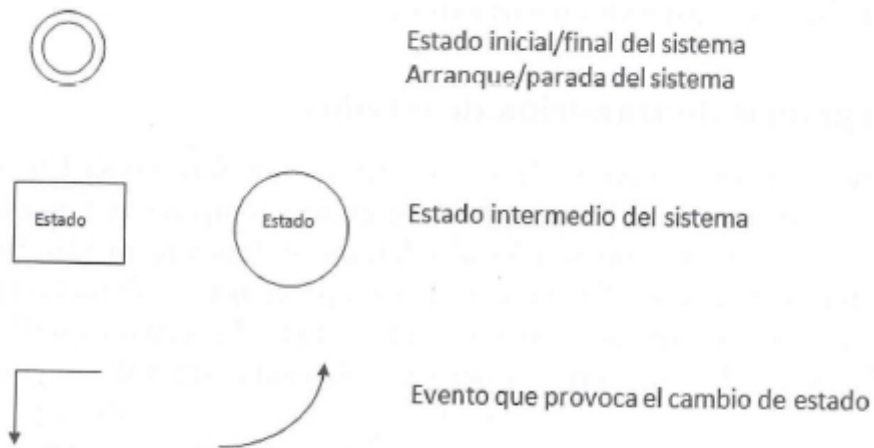 Estado inicial/final del sistema
Arranque/parada del sistema
Estado
Estado
Estado intermedio del sistema
Evento que provoca el cambio de estado